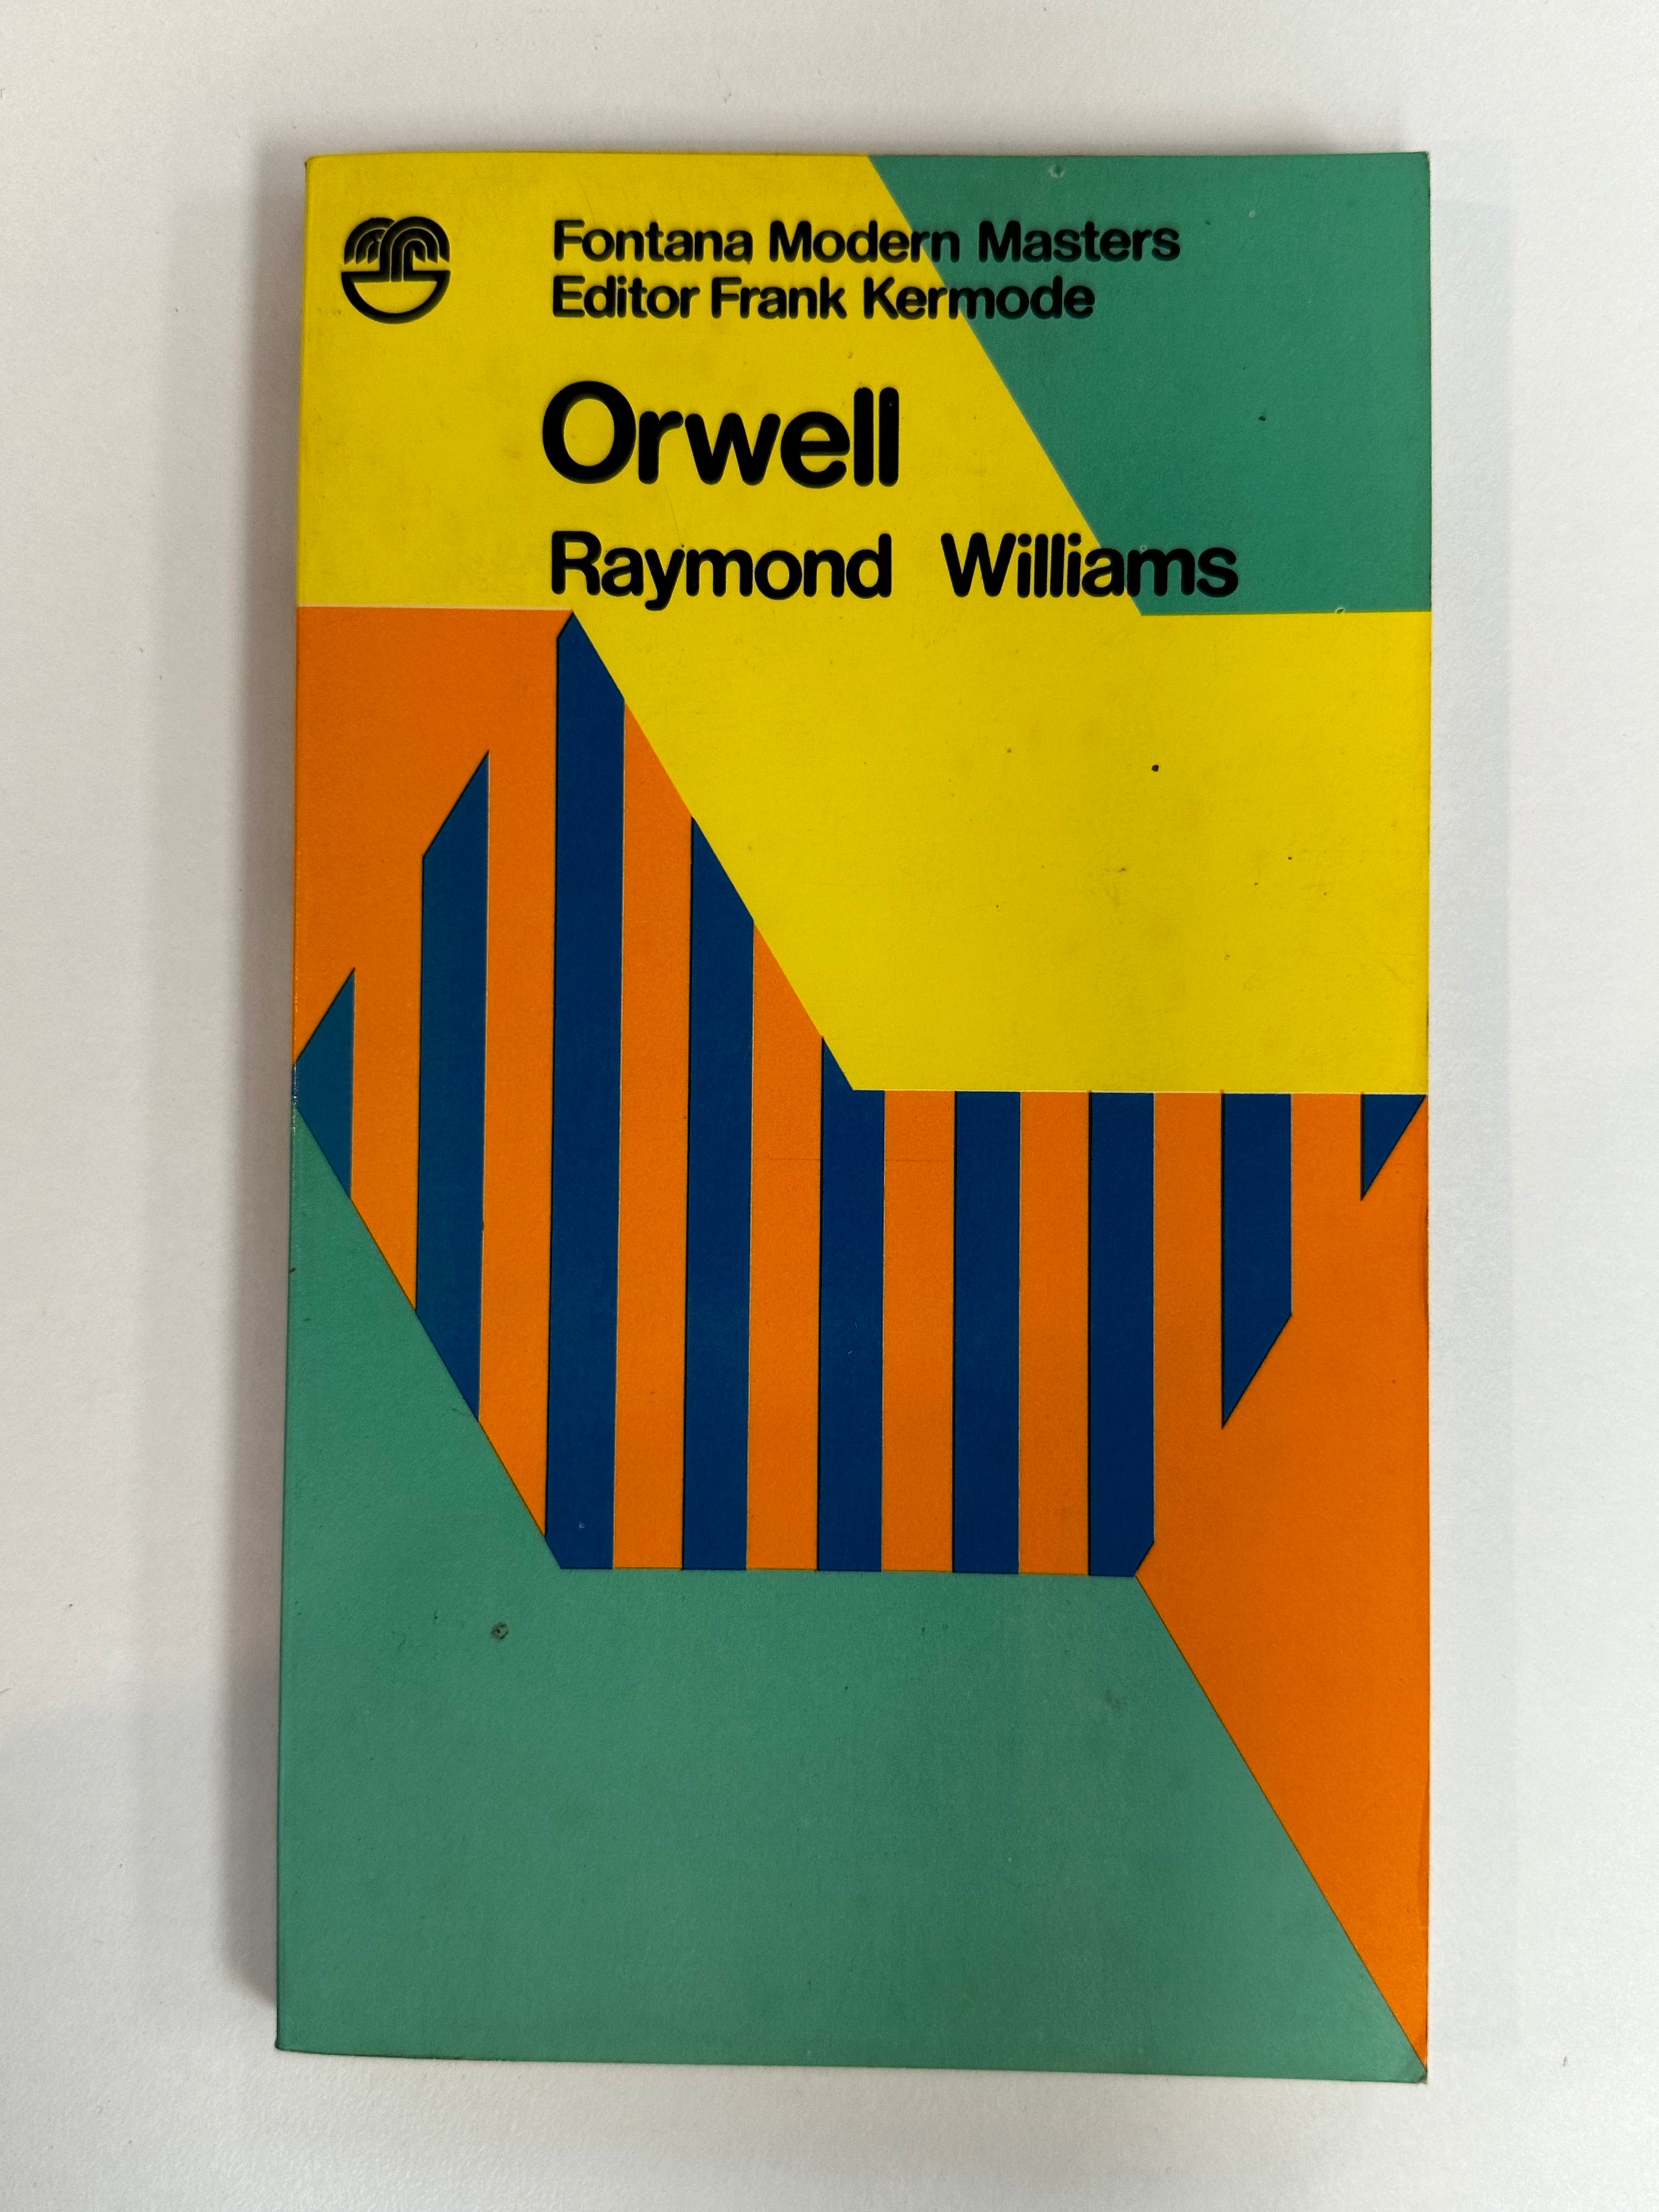 Fontana Modern Masters
Editor Frank Kermode
Orwell
Raymond Williams